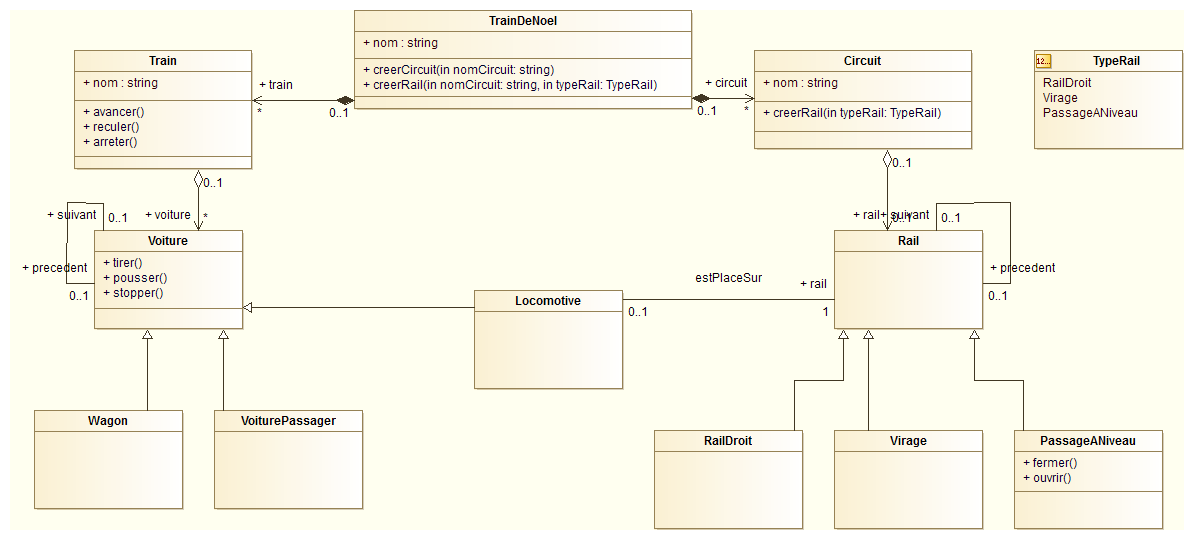 TrainDeNoel
+ nom : string
+ creerCircuit(in nomCircuit: string)
+ creerRail(in nomCircuit: string, in typeRail: TypeRail)
Train
+ nom : string
+ avancer()
+ reculer()
+ arreter()
+ train
*
0..1
+ circuit
0..1
*
Circuit
+ nom : string
+ creerRail(in typeRail: TypeRail)
12...
TypeRail
RailDroit
Virage
PassageANiveau
0..1
+ voiture
*
+ suivant
0..1
+ precedent
0..1
Voiture
+ tirer()
+ pousser()
+ stopper()
0..1
+ rail
0..1
+ suivant
0..1
+ precedent
0..1
Rail
estPlaceSur
+ rail
0..1
1
Locomotive
Wagon
VoiturePassager
RailDroit
Virage
PassageANiveau
+ fermer()
+ ouvrir()